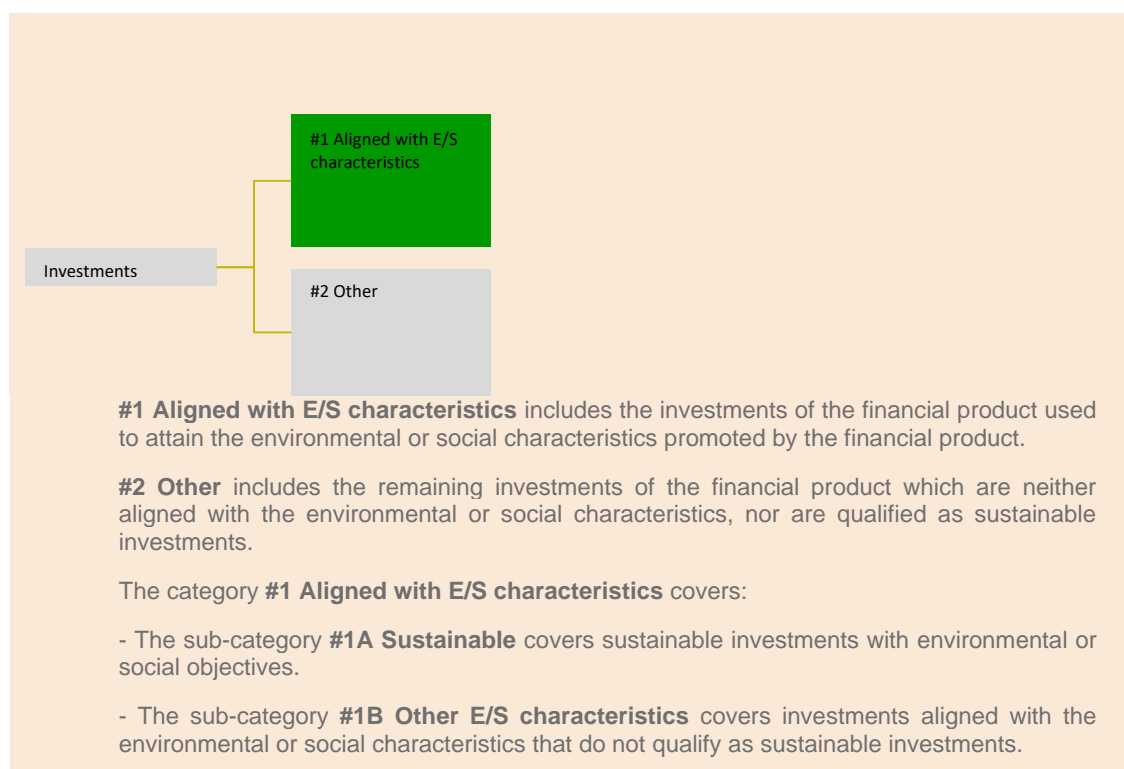 #1 Aligned with E/S
characteristics
Investments
#2 Other
#1 Aligned with E/S characteristics includes the investments of the financial product used
to attain the environmental or social characteristics promoted by the financial product.
#2 Other includes the remaining investments of the financial product which are neither
aligned with the environmental or social characteristics, nor are qualified as sustainable
investments.
The category #1 Aligned with E/S characteristics covers:
- The sub-category #1A Sustainable covers sustainable investments with environmental or
social objectives.
- The sub-category #1B Other E/S characteristics covers investments aligned with the
environmental or social characteristics that do not qualify as sustainable investments.